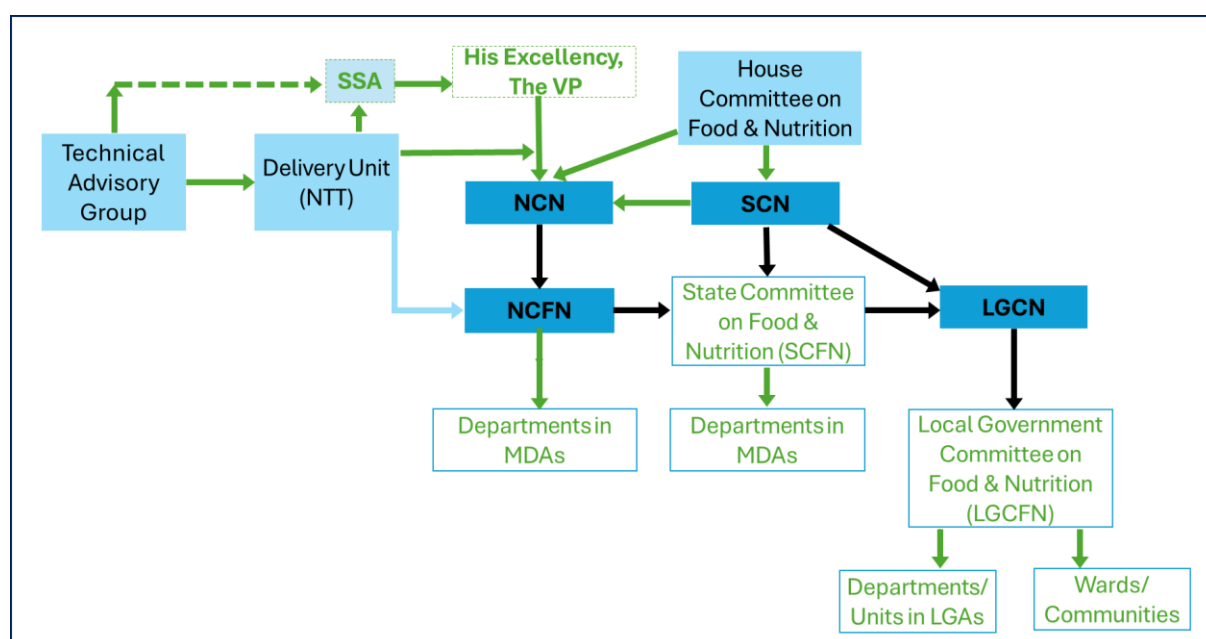 SSA
His Excellency,
The VP
House
Committee on
Food & Nutrition
Technical
Advisory
Group
Delivery Unit
(NTT)
NCN
SCN
NCFN
State Committee
on Food &
Nutrition (SCFN)
LGCN
Departments in
MDAs
Departments in
MDAs
Local Government
Committee on
Food & Nutrition
(LGCFN)
Departments/
Units in LGAs
Wards/
Communities